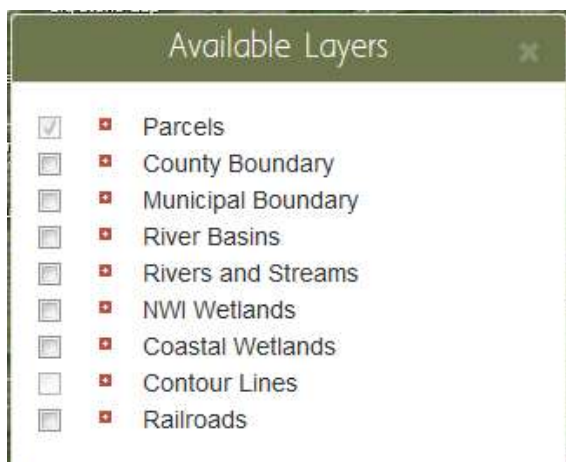 Available Layers
Parcels
County Boundary
Municipal Boundary
River Basins
Rivers and Streams
NWI Wetlands
Coastal Wetlands
Contour Lines
Railroads